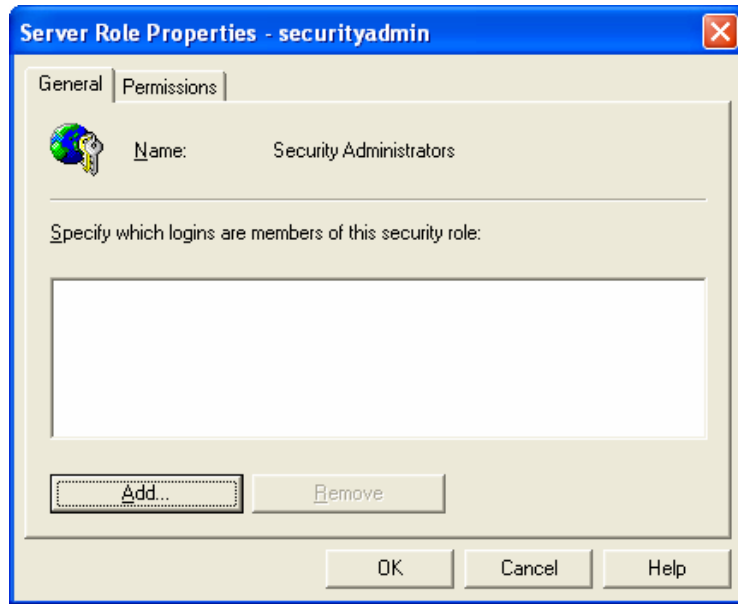 Server Role Properties - securityadmin
General Permissions
Name: Security Administrators
Specify which logins are members of this security role:
Add... Remove
OK Cancel Help